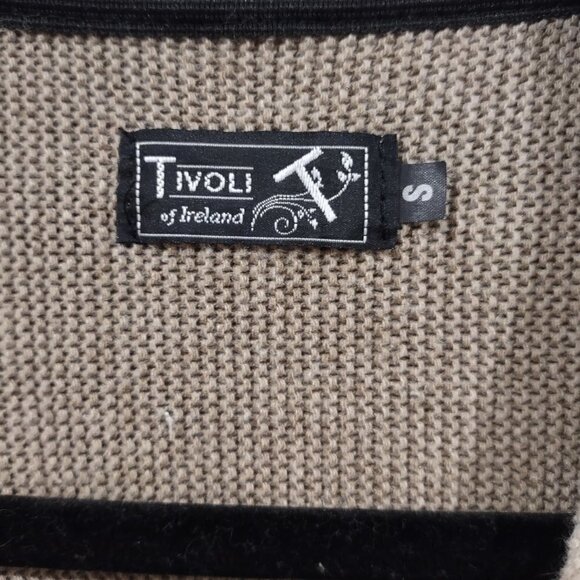 TIVOLI
of Ireland
T
S